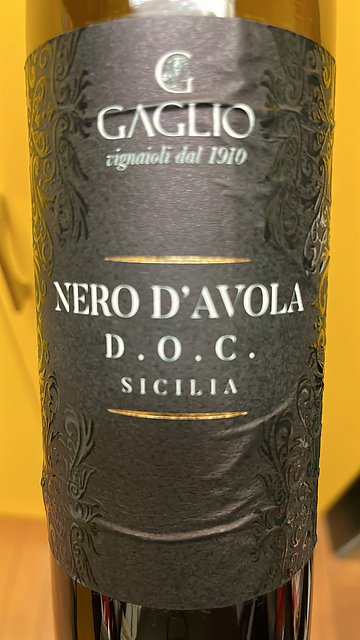 G
GAGLIO
vignaioli dal 1910
NERO D'AVOLA
D.O.C.
SICILIA